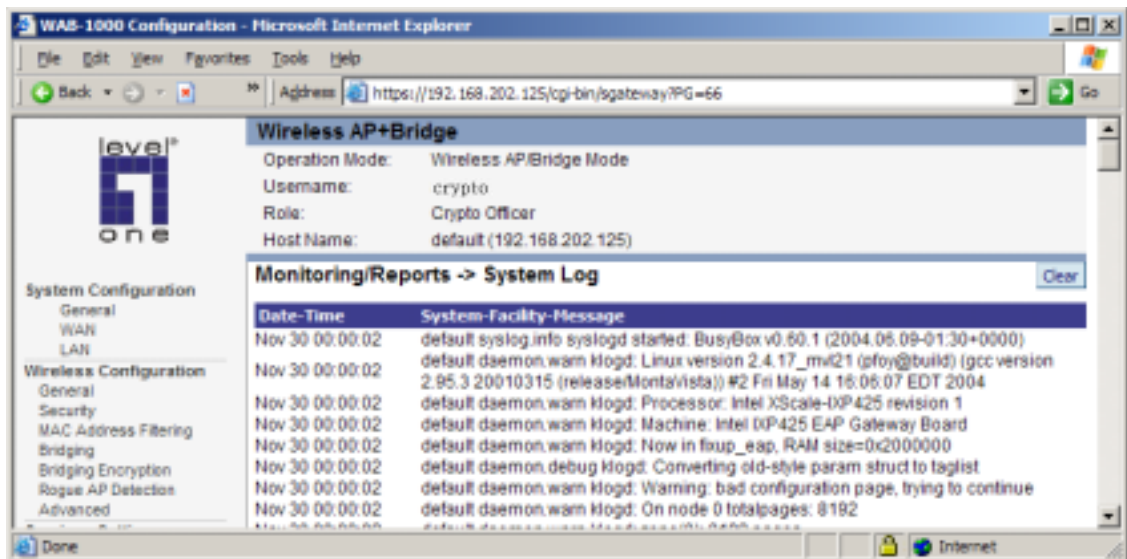 WAB-1000 Configuration - Microsoft Internet Explorer
File Edit View Favorites Tools Help
Back Address https://192.168.202.125/cgi-bin/sgateway?PG=66 Go
level one
Wireless AP+Bridge
Operation Mode: Wireless AP/Bridge Mode
Username: crypto
Role: Crypto Officer
Host Name: default (192.168.202.125)
System Configuration
General
WAN
LAN
Wireless Configuration
General
Security
MAC Address Filtering
Bridging
Bridging Encryption
Rogue AP Detection
Advanced
Monitoring/Reports -> System Log Clear
Date-Time System-Facility-Message
Nov 30 00:00:02 default syslog.info syslogd started: BusyBox v0.60.1 (2004.06.09-01:30+0000)
Nov 30 00:00:02 default daemon.warn klogd: Linux version 2.4.17_mvl21 (pfoy@build) (gcc version
2.95.3 20010315 (release/MontaVista)) #2 Fri May 14 16:06:07 EDT 2004
Nov 30 00:00:02 default daemon.warn klogd: Processor: Intel XScale-IXP425 revision 1
Nov 30 00:00:02 default daemon.warn klogd: Machine: Intel IXP425 EAP Gateway Board
Nov 30 00:00:02 default daemon.warn klogd: Now in fixup_eap, RAM size=0x2000000
Nov 30 00:00:02 default daemon.debug klogd: Converting old-style param struct to taglist
Nov 30 00:00:02 default daemon.warn klogd: Warning: bad configuration page, trying to continue
Nov 30 00:00:02 default daemon.warn klogd: On node 0 totalpages: 8192
Done Internet